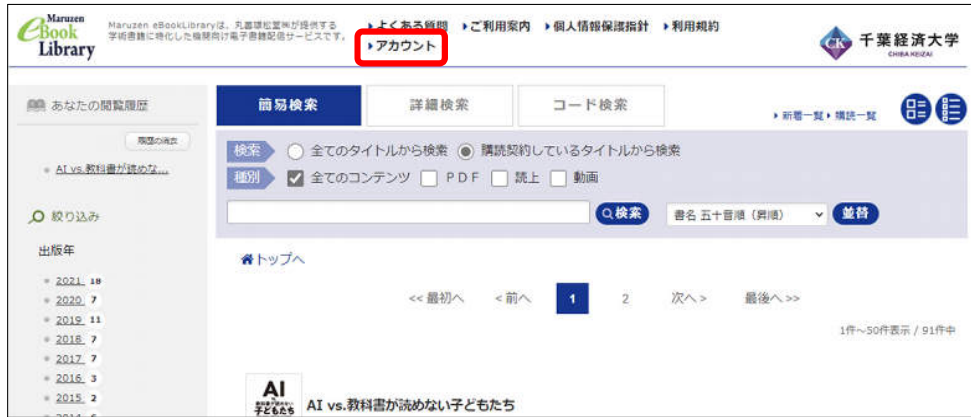 Maruzen
eBook
Library
Maruzen eBookLibraryは、丸善雄松堂㈱が提供する
学術書籍に特化した機関向け電子書籍配信サービスです。
よくある質問 ご利用案内 個人情報保護指針 利用規約
アカウント
CK 千葉経済大学
CHIBA KEIZAI
あなたの閲覧履歴
履歴の消去
AI vs.教科書が読めな...
絞り込み
出版年
2021 18
2020 7
2019 11
2018 7
2017 7
2016 3
2015 2
2014 6
簡易検索 詳細検索 コード検索
新着一覧 購読一覧
検索 全てのタイトルから検索 購読契約しているタイトルから検索
種別 全てのコンテンツ PDF 読上 動画
検索 書名 五十音順 (昇順) 並替
トップへ
<< 最初へ < 前へ 1 2 次へ > 最後へ >>
1件～50件表示 / 91件中
AI
子どもたち
AI vs.教科書が読めない子どもたち